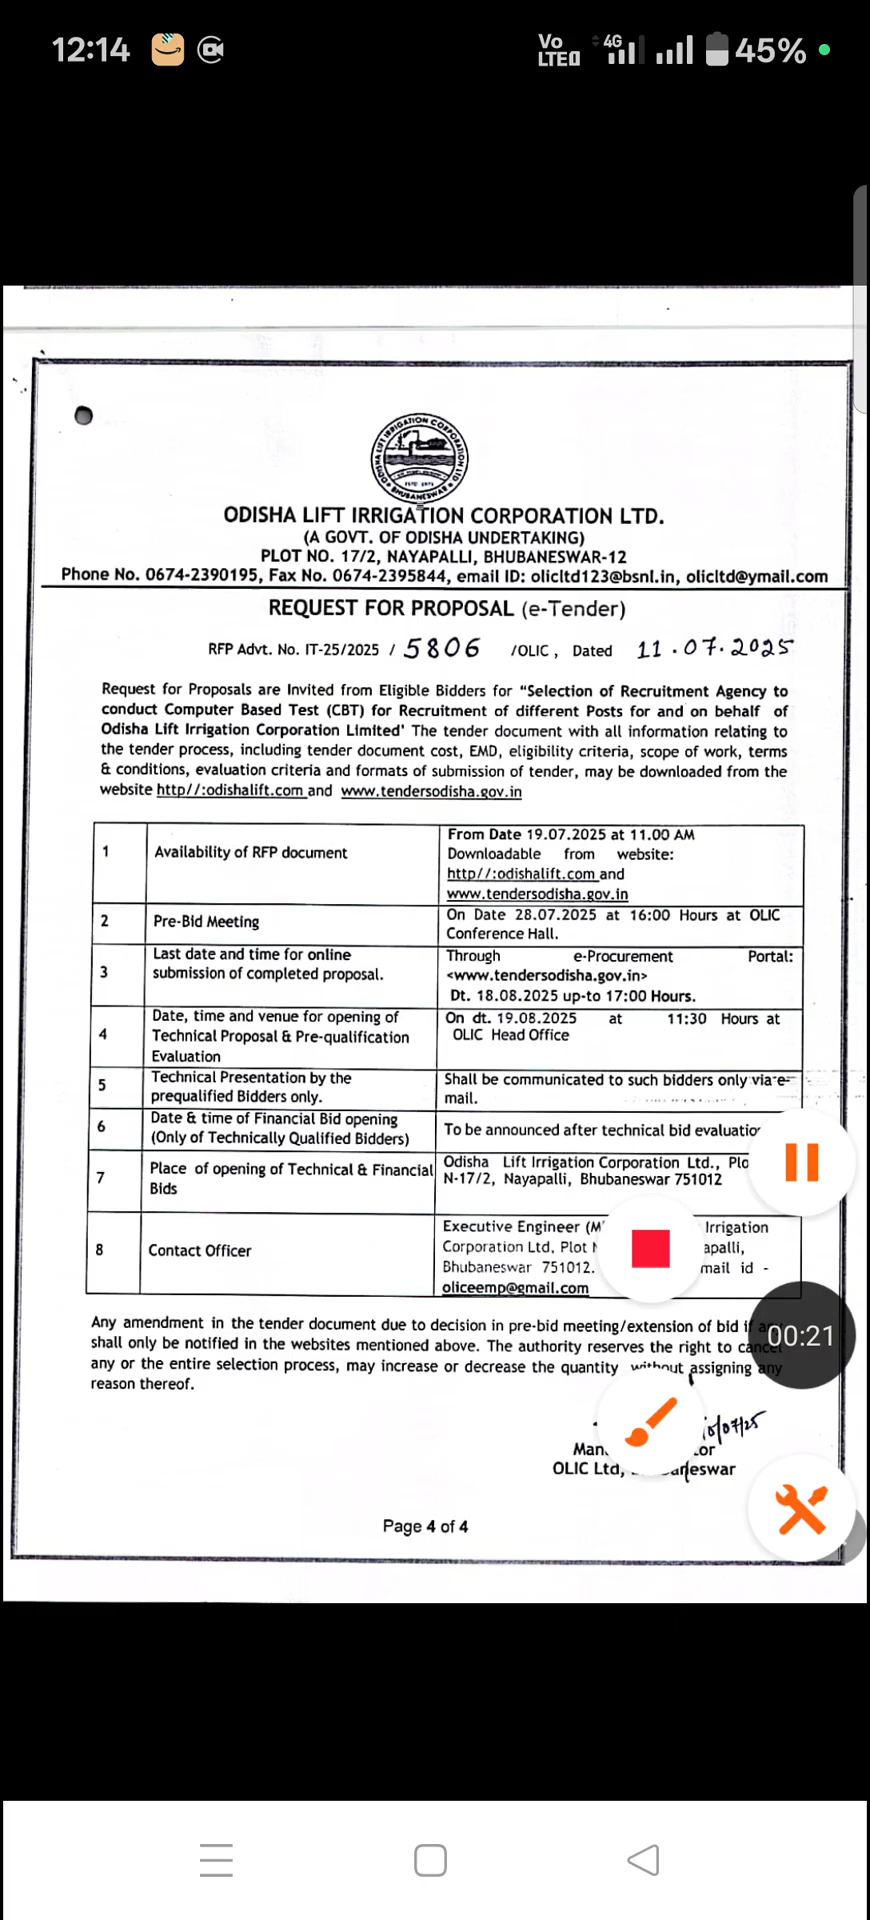 12:14
Vo LTE 4G 45%
ODISHA LIFT IRRIGATION CORPORATION LTD
BHUBANESWAR
ODISHA LIFT IRRIGATION CORPORATION LTD.
(A GOVT. OF ODISHA UNDERTAKING)
PLOT NO. 17/2, NAYAPALLI, BHUBANESWAR-12
Phone No. 0674-2390195, Fax No. 0674-2395844, email ID: olicltd123@bsnl.in, olicltd@ymail.com
REQUEST FOR PROPOSAL (e-Tender)
RFP Advt. No. IT-25/2025 / 5806 /OLIC, Dated 11.07.2025
Request for Proposals are Invited from Eligible Bidders for “Selection of Recruitment Agency to
conduct Computer Based Test (CBT) for Recruitment of different Posts for and on behalf of
Odisha Lift Irrigation Corporation Limited' The tender document with all information relating to
the tender process, including tender document cost, EMD, eligibility criteria, scope of work, terms
& conditions, evaluation criteria and formats of submission of tender, may be downloaded from the
website http//:odishalift.com and www.tendersodisha.gov.in
1 Availability of RFP document
From Date 19.07.2025 at 11.00 AM
Downloadable from website:
http//:odishalift.com and
www.tendersodisha.gov.in
2 Pre-Bid Meeting
On Date 28.07.2025 at 16:00 Hours at OLIC
Conference Hall.
3 Last date and time for online
submission of completed proposal.
Through e-Procurement Portal:
<www.tendersodisha.gov.in>
Dt. 18.08.2025 up-to 17:00 Hours.
4 Date, time and venue for opening of
Technical Proposal & Pre-qualification
Evaluation
On dt. 19.08.2025 at 11:30 Hours at
OLIC Head Office
5 Technical Presentation by the
prequalified Bidders only.
Shall be communicated to such bidders only via e-
mail.
6 Date & time of Financial Bid opening
(Only of Technically Qualified Bidders)
To be announced after technical bid
7 Place of opening of Technical & Financial
Bids
Odisha Lift Irrigation Corporation Ltd.,
N-17/2, Nayapalli, Bhubaneswar 751012
8 Contact Officer
Executive Engineer Irrigation
Corporation Ltd, Plot
Bhubaneswar 751012. mail id -
oliceemp@gmail.com
Any amendment in the tender document due to decision in pre-bid meeting/extension of bid if
shall only be notified in the websites mentioned above. The authority reserves the right to
any or the entire selection process, may increase or decrease the quantity without assigning any
reason thereof.
00:21
OLIC Ltd,
Page 4 of 4